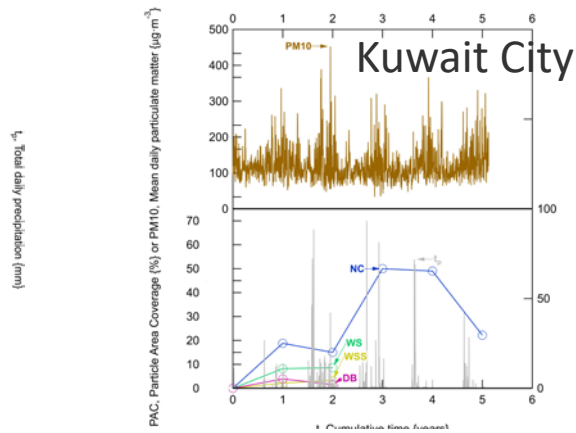 0 1 2 3 4 5 6
Kuwait City
PM10
500
400
300
200
100
0
tp, Total daily precipitation {mm}
PAC, Particle Area Coverage {%} or PM10, Mean daily particulate matter {µg·m⁻³}
70
60
50
40
30
20
10
0
100
50
0
NC
tp
WS
WSS
DB
0 1 2 3 4 5 6
t, Cumulative time {years}